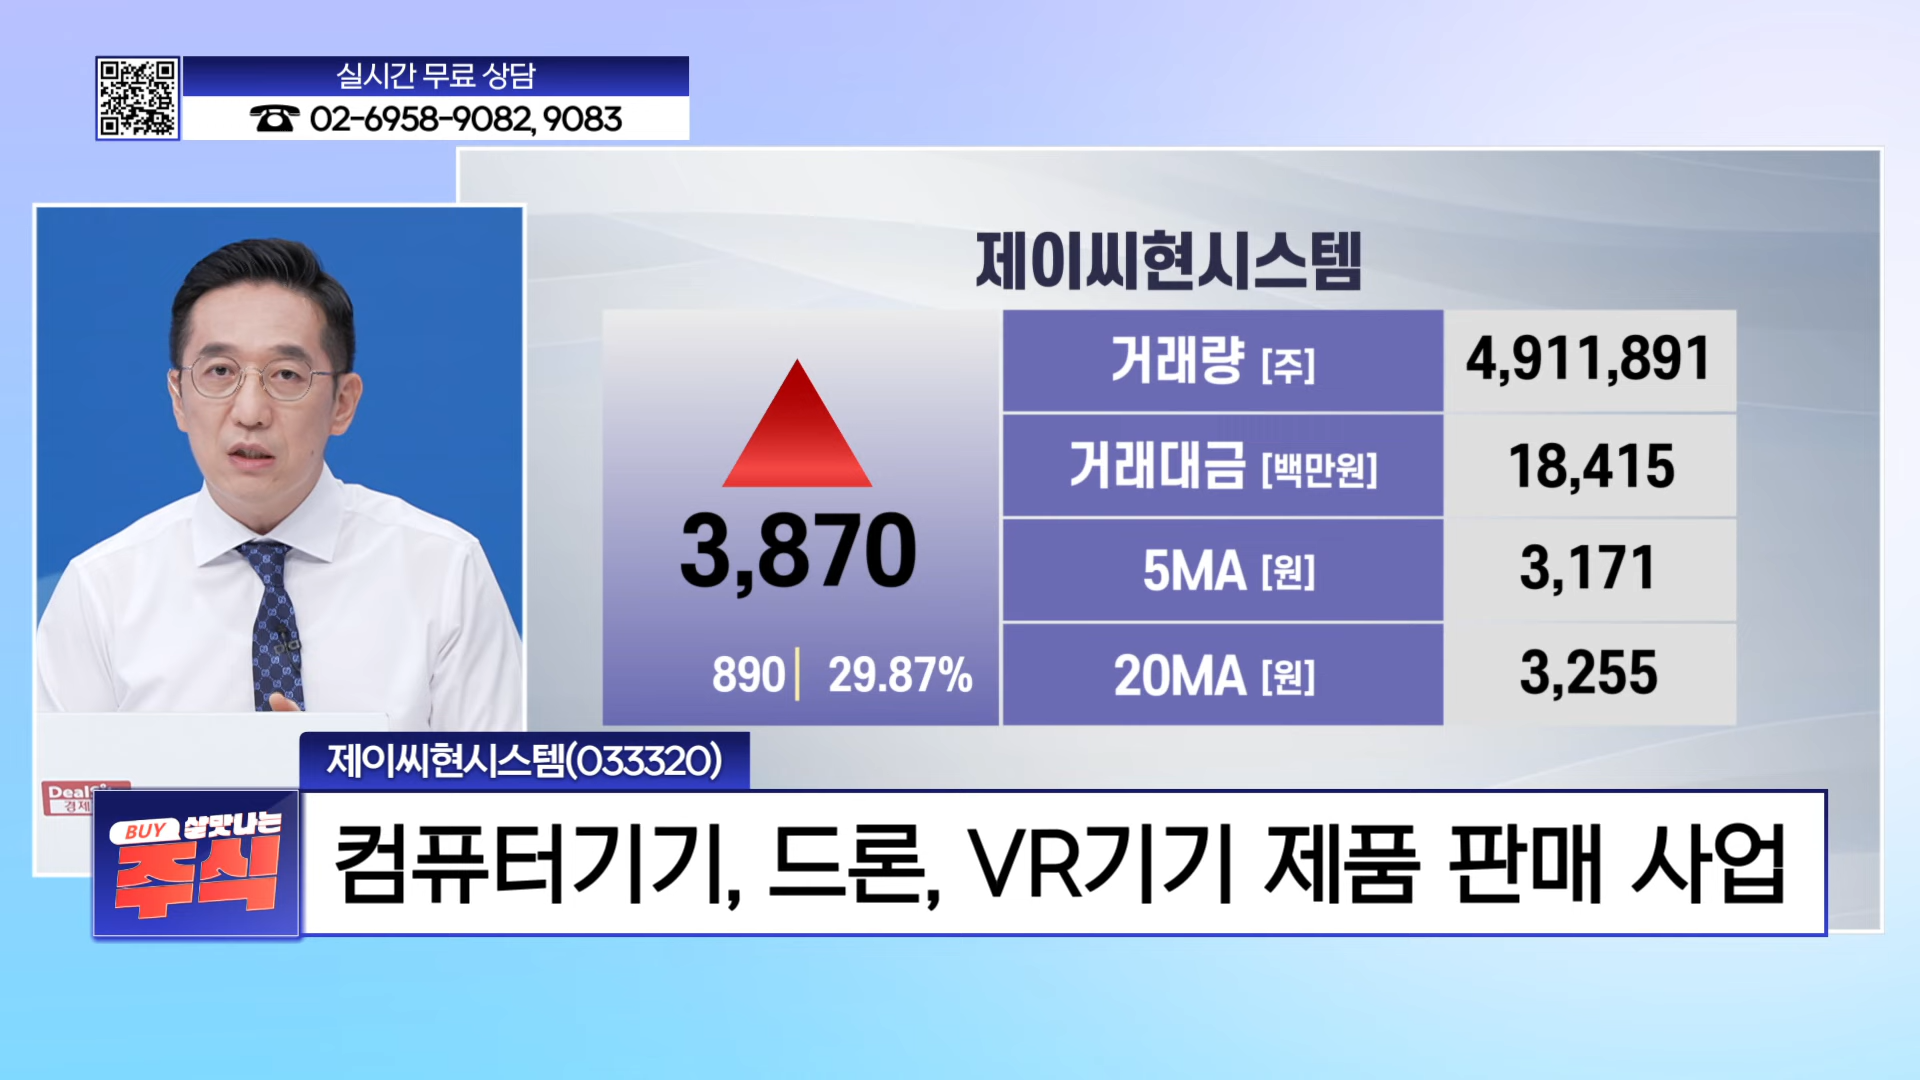 실시간 무료 상담
☎ 02-6958-9082, 9083
제이씨현시스템
3,870
890 29.87%
거래량 [주] 4,911,891
거래대금 [백만원] 18,415
5MA [원] 3,171
20MA [원] 3,255
제이씨현시스템(033320)
경제
BUY 살맛나는
주식
컴퓨터기기, 드론, VR기기 제품 판매 사업